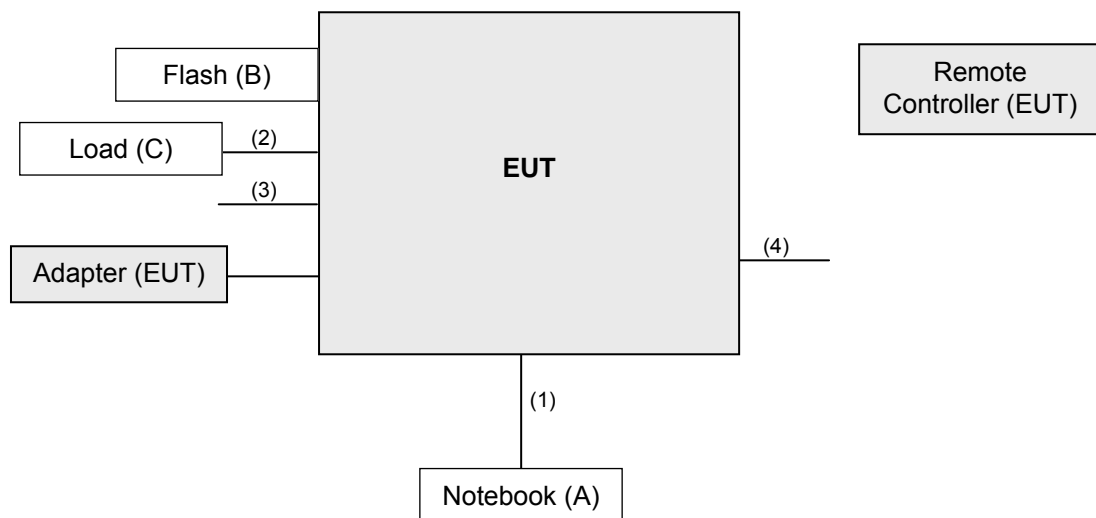 Flash (B)
Remote
Controller (EUT)
Load (C)
(2)
EUT
(3)
Adapter (EUT)
(4)
(1)
Notebook (A)